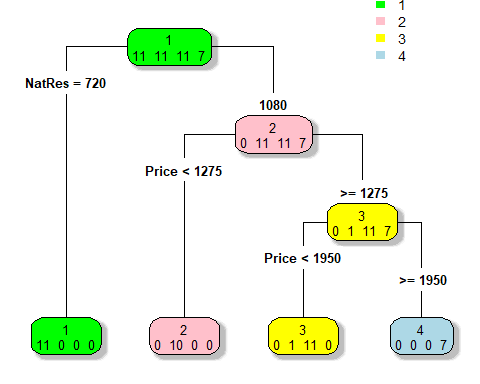 1
2
3
4
1
11 11 11 7
NatRes = 720
1080
2
0 11 11 7
Price < 1275
>= 1275
3
0 1 11 7
Price < 1950
>= 1950
1
11 0 0 0
2
0 10 0 0
3
0 1 11 0
4
0 0 0 7